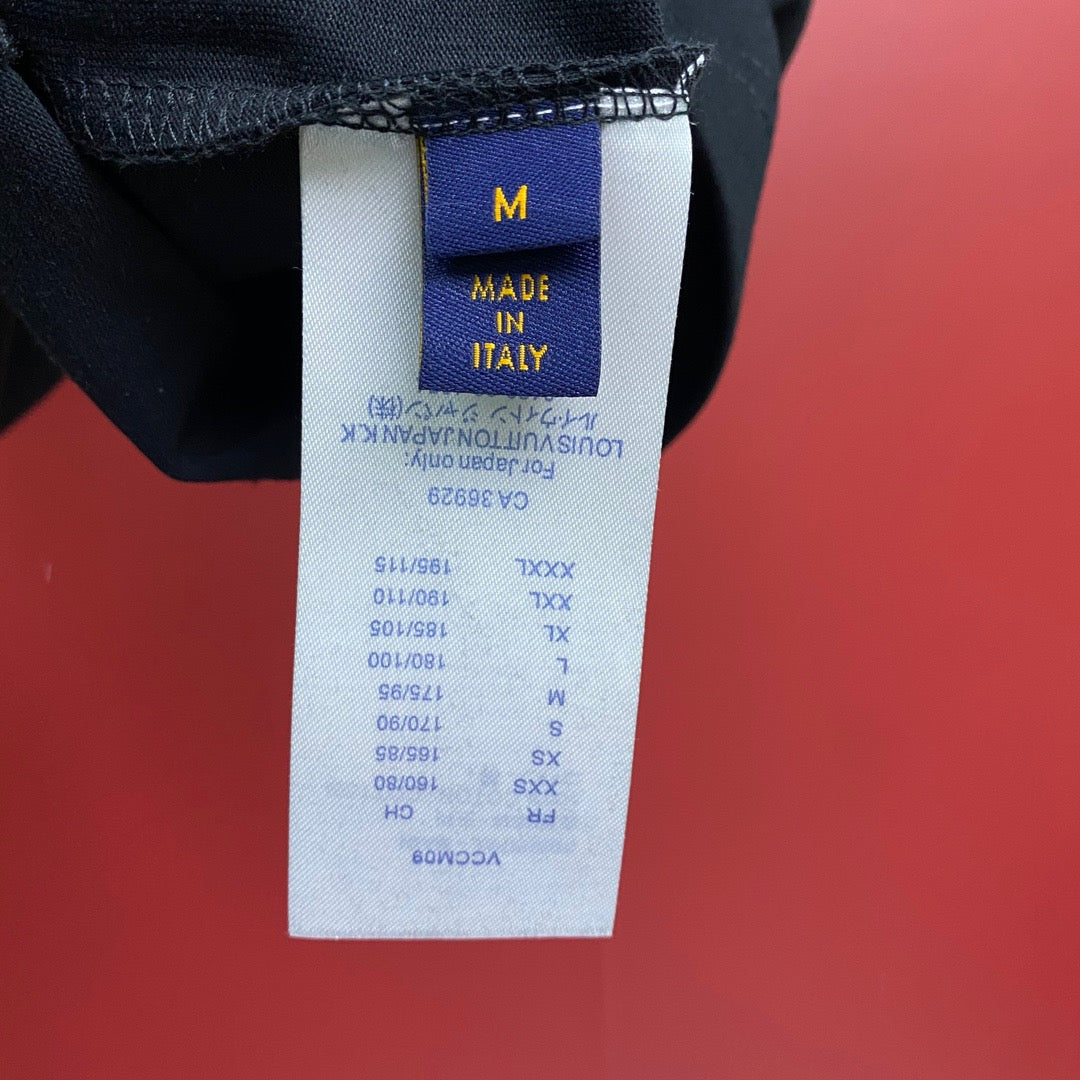 M
MADE
IN
ITALY
VCCM09
FR CH
XXS 160/80
XS 165/85
S 170/90
M 175/95
L 180/100
XL 185/105
XXL 190/110
XXXL 195/115
CA 36929
For Japan only:
LOUIS VUITTON JAPAN K.K
ルイ・ヴィトン ジャパン(株)